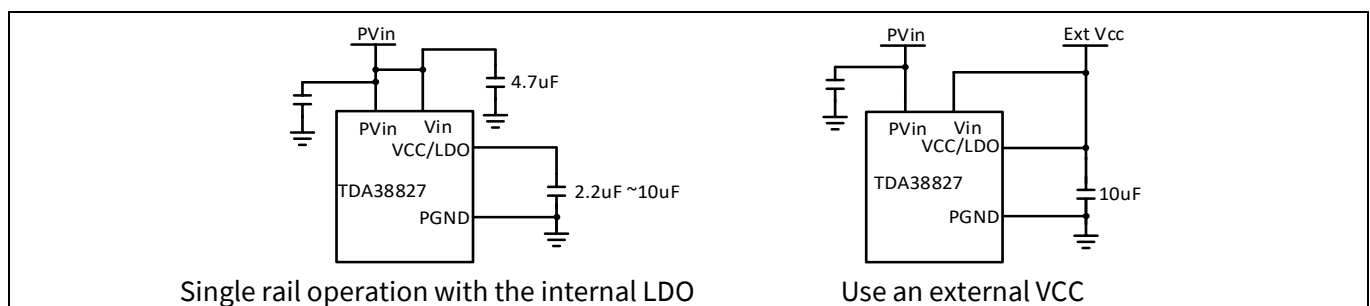 PVin
4.7uF
PVin Vin
VCC/LDO
TDA38827
2.2uF ~10uF
PGND
Single rail operation with the internal LDO
PVin
Ext Vcc
PVin Vin
VCC/LDO
TDA38827
10uF
PGND
Use an external VCC